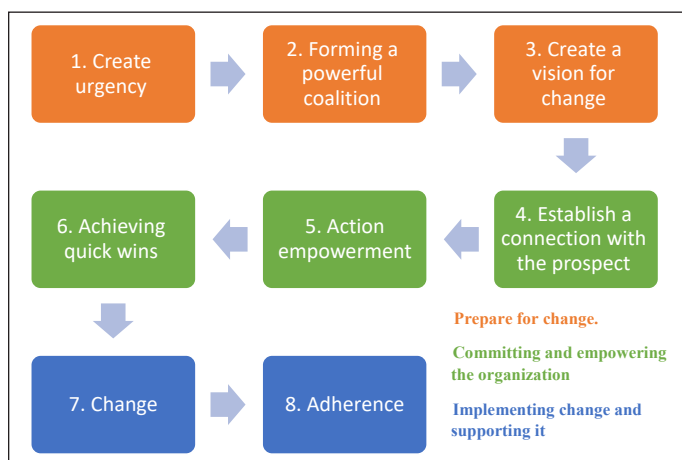 1. Create
urgency
2. Forming a
powerful
coalition
3. Create a
vision for
change
4. Establish a
connection with
the prospect
5. Action
empowerment
6. Achieving
quick wins
7. Change
8. Adherence
Prepare for change.
Committing and empowering
the organization
Implementing change and
supporting it